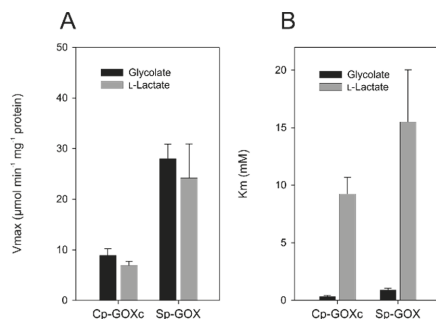 A
Vmax (μmol min⁻¹ mg⁻¹ protein)
50
40
30
20
10
0
Glycolate
L-Lactate
Cp-GOXc
Sp-GOX
B
Km (mM)
20
15
10
5
0
Glycolate
L-Lactate
Cp-GOXc
Sp-GOX